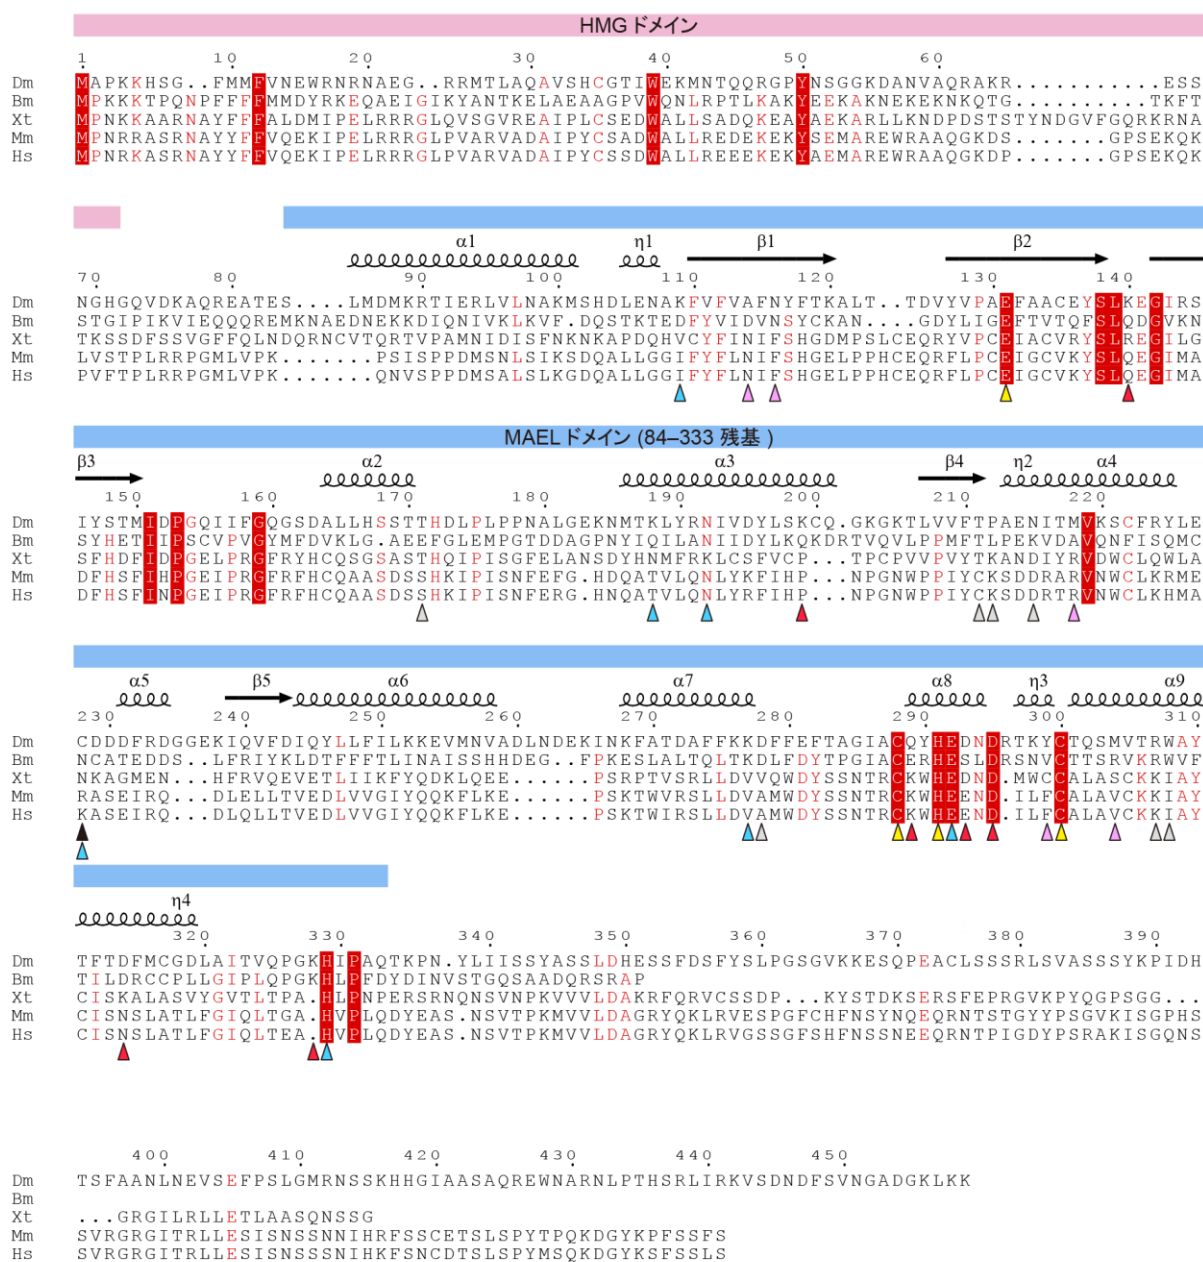 HMG ドメイン
1 10 20 30 40 50 60
Dm MAPKKHSG..FMMFVNEWRNRNAEG..RRMTLAQAVSHCGTIWEKMNTQQRGPYNSGGKDANVAQRAKR........ESS
Bm MPKKKTPQNPFFFFMMDYRKEQAEIGIKYANTKELAEAAGPVWQNLRPTLKAKYEEKAKNEKEKNKQTG........TKFT
Xt MPNKKAARNAYFFFALDMIPELRRRGLQVSGVREAIPLCSEDWALLSADQKEAYAEKARLLKNDPDSTSTYNDGVFGQRKRNA
Mm MPNRRASRNAYYFFVQEKIPELRRRGLPVARVADAIPYCSEDWALLREDEKEKYSEMAREWRAAQGKDS.......GPSEKQK
Hs MPNRKASRNAYYFFVQEKIPELRRRGLPVARVADAIPYCSSDWALLREEEKEKYAEMAREWRAAQGKDP.......GPSEKQK
α1 η1 β1 β2
70 80 90 100 110 120 130 140
Dm NGHGQVDKAQREATES....LMDMKRTIERLVLNAKMSHDLENAKFVFVAFNYFTKALT..TDVYVPAEFAACEYSLKEGIRS
Bm STGIPIKVIEQQQREMKNAEDNEKKDIQNIVKLKVF.DQSTKTEDFYVIDVNSYCKAN....GDYLIGEFTVTQFSLQDGVKN
Xt TKSSDFSSVGFFQLNDQRNCVTQRTVPAMNIDISFNKNKAPDQHVCYFINIFSHGDMPSLCEQRYVPCEIACVRYSLREGILG
Mm LVSTPLRRPGMLVPK.......PSISPPDMSNLSIKSDQALLGGIFYFLNIFSHGELPPHCEQRFLPCEIGCVKYSLQEGIMA
Hs PVFTPLRRPGMLVPK.......QNVSPPDMSALSLKGDQALLGGIFYFLNIFSHGELPPHCEQRFLPCEIGCVKYSLQEGIMA
MAEL ドメイン (84–333 残基 )
β3 α2 α3 β4 η2 α4
150 160 170 180 190 200 210 220
Dm IYSTMIDPGQIIFGQGSDALLHSSTTHDLPLPPNALGEKNMTKLYRNIVDYLSKCQ.GKGKTLVVFTPAENITMVKSCFRYLE
Bm SYHETIIPSCVPVGYMFDVKLG.AEEFGLEMPGTDDAGPNYIQILANIIDYLKQKDRTVQVLPPMFTLPEKVDAVQNFISQMC
Xt SFHDFIDPGELPRGFRYHCQSGSASTHQIPISGFELANSDYHNMFRKLCSFVCP...TPCPVVPVYTKANDIYRVDWCLQWLA
Mm DFHSFIHPGEIPRGFRFHCQAASDSSHKIPISNFEFG.HDQATVLQNLYKFIHP...NPGNWPPIYCKSDDRARVNWCLKRME
Hs DFHSFINPGEIPRGFRFHCQAASDSSHKIPISNFERG.HNQATVLQNLYRFIHP...NPGNWPPIYCKSDDRTRVNWCLKHMA
α5 β5 α6 α7 α8 η3 α9
230 240 250 260 270 280 290 300 310
Dm CDDDFRDGGEKIQVFDIQYLLFILKKEVMNVADLNDEKINKFATDAFFKKDFFEFTAGIACQYHEDNDRTKYCTQSMVTRWAY
Bm NCATEDDS..LFRIYKLDTFFFTLNINAISSHHDEG.FPKESLALTQLTKDLFDYTPGIACERHESLDRSNVCTTSRVKRWVF
Xt NKAGMEN...HFRVQEVETLIIKFYQDKLQEE......PSRPTVSRLLDVVQWDYSSNTRCKWHEDND.MWCCALASCKKIAY
Mm RASEIRQ...DLELLTVEDLVVGIYQQKFLKE......PSKTWVRSLLDVAMWDYSSNTRCKWHEEND.ILFCALAVCKKIAY
Hs KASEIRQ...DLQLLTVEDLVVGIYQQKFLKE......PSKTWIRSLLDVAMWDYSSNTRCKWHEEND.ILFCALAVCKKIAY
η4
320 330 340 350 360 370 380 390
Dm TFTDFMCGDLAITVQPGKHIPAQTKPN.YLIISSYASSLDHESSFDSFYSLPGSGVKKESQPEACLSSSRLSVASSSYKPIDH
Bm TILDRCCPLLGIPLQPGKHLPFDYDINVSTGQSAADQRSRAP
Xt CISKALASVYGVTLTPA.HLPNPERSRNQNSVNPKVVVLDAKRFQRVCSSDP...KYSTDKSERSFEPRGVKPYQGPSGG...
Mm CISNSLATLFGIQLTGA.HVPLQDYEAS.NSVTPKMVVLDAGRYQKLRVESPGFCHFNSYNQEQRNTSTGYYPSGVKISGPHS
Hs CISNSLATLFGIQLTEA.HVPLQDYEAS.NSVTPKMVVLDAGRYQKLRVGSSGFSHFNSSNEEQRNTPIGDYPSRAKISGQNS
400 410 420 430 440 450
Dm TSFAANLNEVSEFPSLGMRNSSKHHGIAASAQREWNARNLPTHSRLIRKVSDNDFSVNGADGKLKK
Bm
Xt ...GRGILRLLETLAASQNSSG
Mm SVRGRGITRLLESISNSSNNIHRFSSCETSLSPYTPQKDGYKPFSSFS
Hs SVRGRGITRLLESISNSSSNIHKFSNCDTSLSPYMSQKDGYKSFSSLS